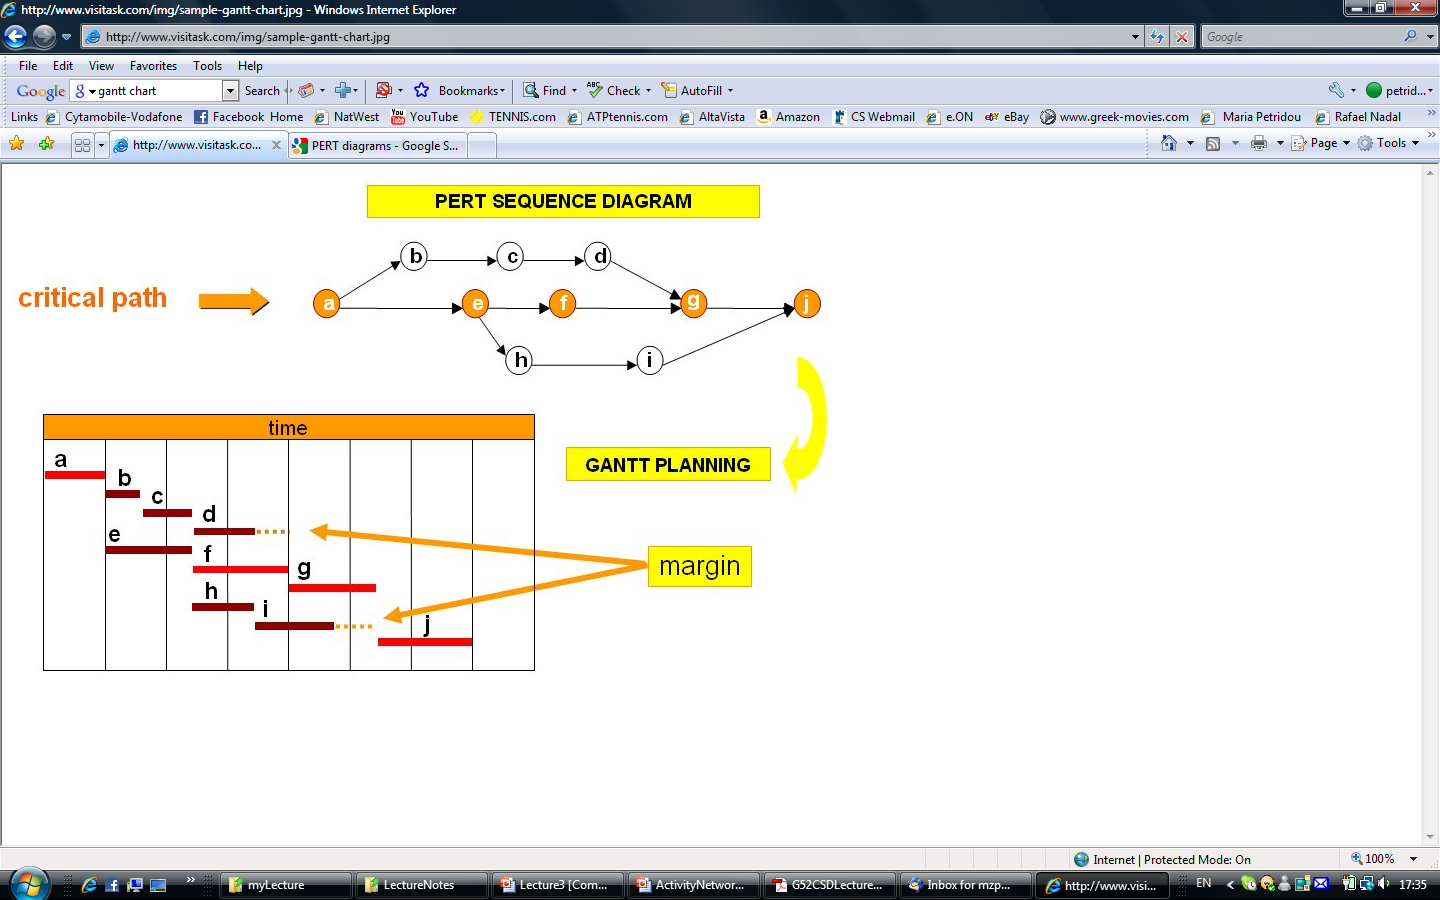 http://www.visitask.com/img/sample-gantt-chart.jpg - Windows Internet Explorer
http://www.visitask.com/img/sample-gantt-chart.jpg
Google
File Edit View Favorites Tools Help
Google gantt chart Search Bookmarks Find Check AutoFill petrid...
Links Cytamobile-Vodafone Facebook Home NatWest YouTube TENNIS.com ATPtennis.com AltaVista Amazon CS Webmail e.ON eBay www.greek-movies.com Maria Petridou Rafael Nadal
http://www.visitask.co... PERT diagrams - Google S... Page Tools
PERT SEQUENCE DIAGRAM
b c d
critical path
a e f g j
h i
time
a
b
c
d
e
f
g
h
i
j
GANTT PLANNING
margin
Internet | Protected Mode: On 100%
myLecture LectureNotes Lecture3 [Com... ActivityNetwor... G52CSDLecture... Inbox for mzp... http://www.visi... EN 17:35